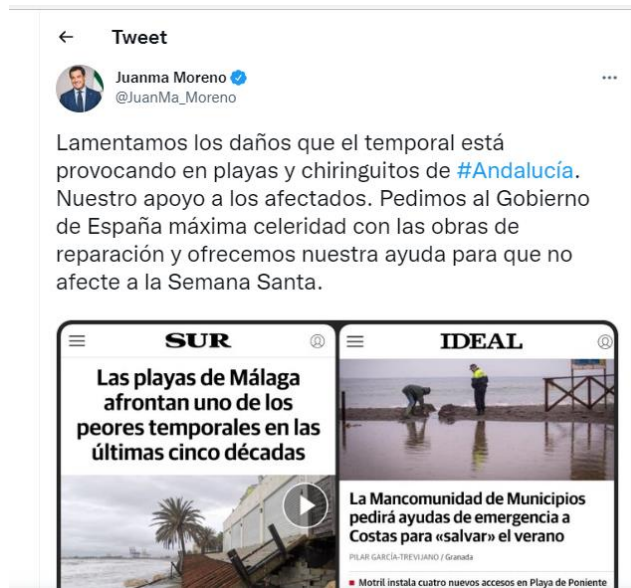 Tweet
Juanma Moreno
@JuanMa_Moreno
Lamentamos los daños que el temporal está
provocando en playas y chiringuitos de #Andalucía.
Nuestro apoyo a los afectados. Pedimos al Gobierno
de España máxima celeridad con las obras de
reparación y ofrecemos nuestra ayuda para que no
afecte a la Semana Santa.
SUR
Las playas de Málaga
afrontan uno de los
peores temporales en las
últimas cinco décadas
IDEAL
La Mancomunidad de Municipios
pedirá ayudas de emergencia a
Costas para «salvar» el verano
PILAR GARCÍA-TREVIJANO / Granada
Motril instala cuatro nuevos accesos en Playa de Poniente